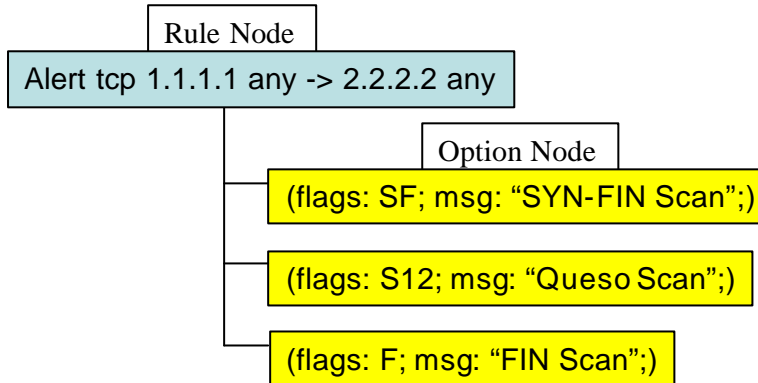 Rule Node
Alert tcp 1.1.1.1 any -> 2.2.2.2 any
Option Node
(flags: SF; msg: “SYN-FIN Scan”;)
(flags: S12; msg: “Queso Scan”;)
(flags: F; msg: “FIN Scan”;)